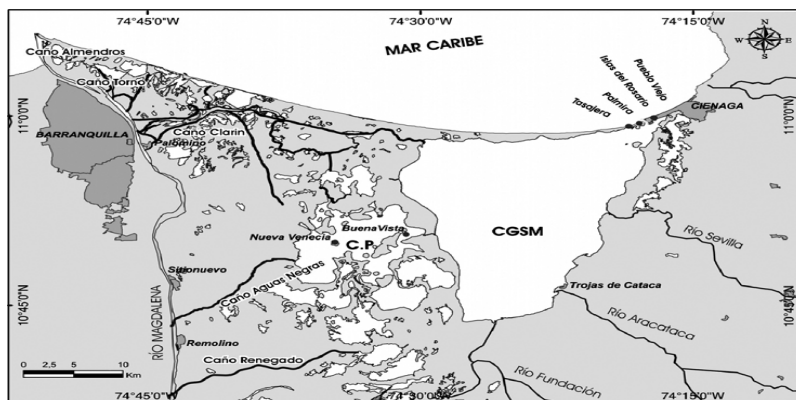 74°45'0"W
74°30'0"W
74°15'0"W
N
W
E
S
MAR CARIBE
Caño Almendros
Caño Torno
Pueblo Viejo
Islas del Rosario
Palmira
Tasajera
CIENAGA
11°0'0"N
11°0'0"N
BARRANQUILLA
Caño Clarín
Palomino
CGSM
Nueva Venecia
BuenaVista
C.P
Río Sevilla
Sitionuevo
Caño Aguas Negras
Trojas de Cataca
10°45'0"N
10°45'0"N
RÍO MAGDALENA
Remolino
Río Aracataca
Caño Renegado
Río Fundación
0 2,5 5 10
Km
74°45'0"W
74°30'0"W
74°15'0"W